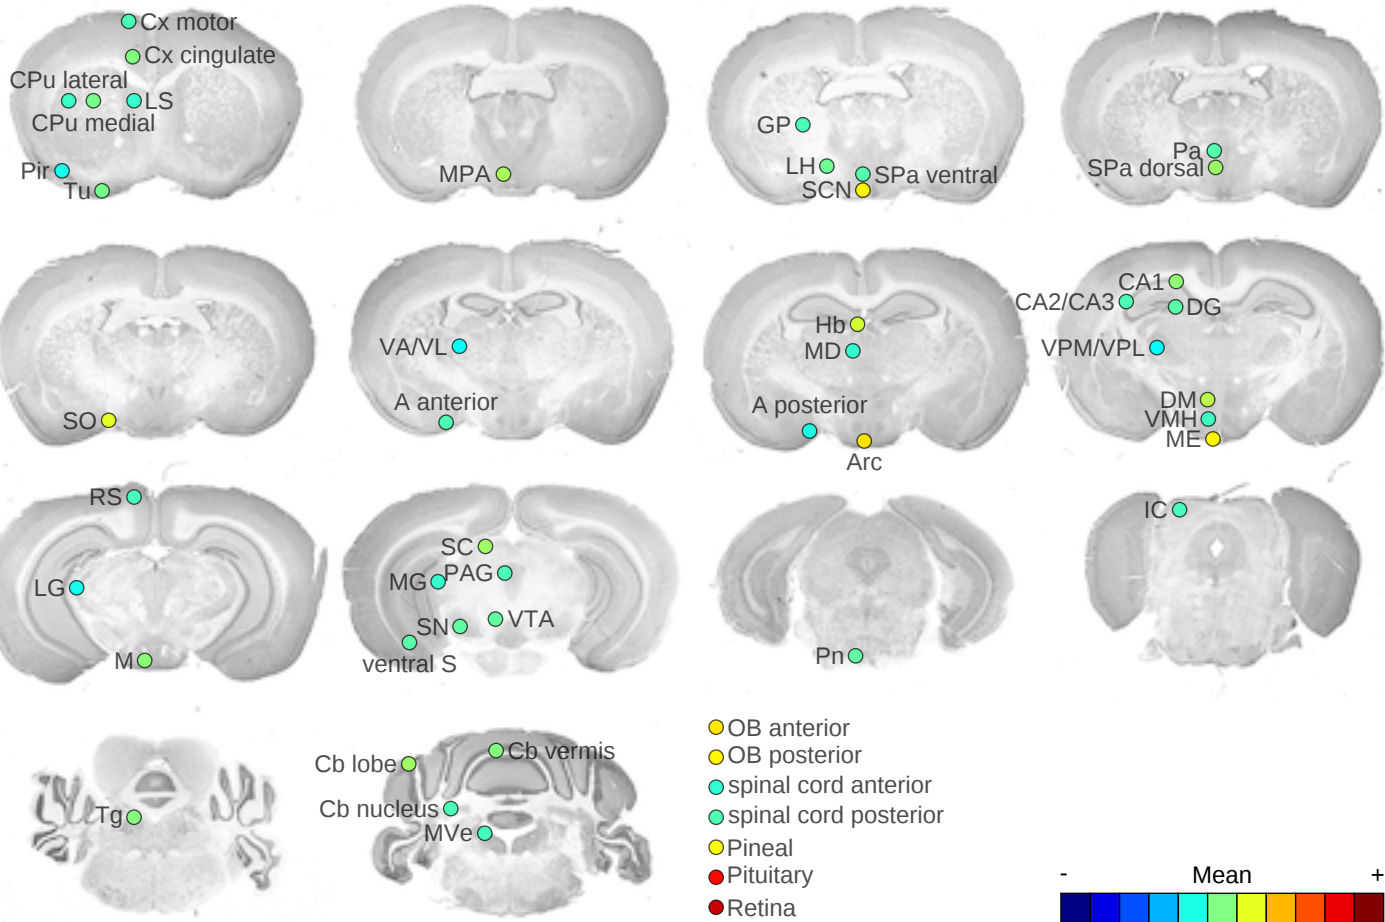 Cx motor
Cx cingulate
CPu lateral
LS
CPu medial
Pir
Tu
MPA
GP
LH
SPa ventral
SCN
Pa
SPa dorsal
SO
VA/VL
A anterior
Hb
MD
A posterior
Arc
CA1
CA2/CA3
DG
VPM/VPL
DM
VMH
ME
RS
LG
M
SC
PAG
MG
VTA
SN
ventral S
Pn
IC
Tg
Cb lobe
Cb vermis
Cb nucleus
MVe
OB anterior
OB posterior
spinal cord anterior
spinal cord posterior
Pineal
Pituitary
Retina
- Mean +